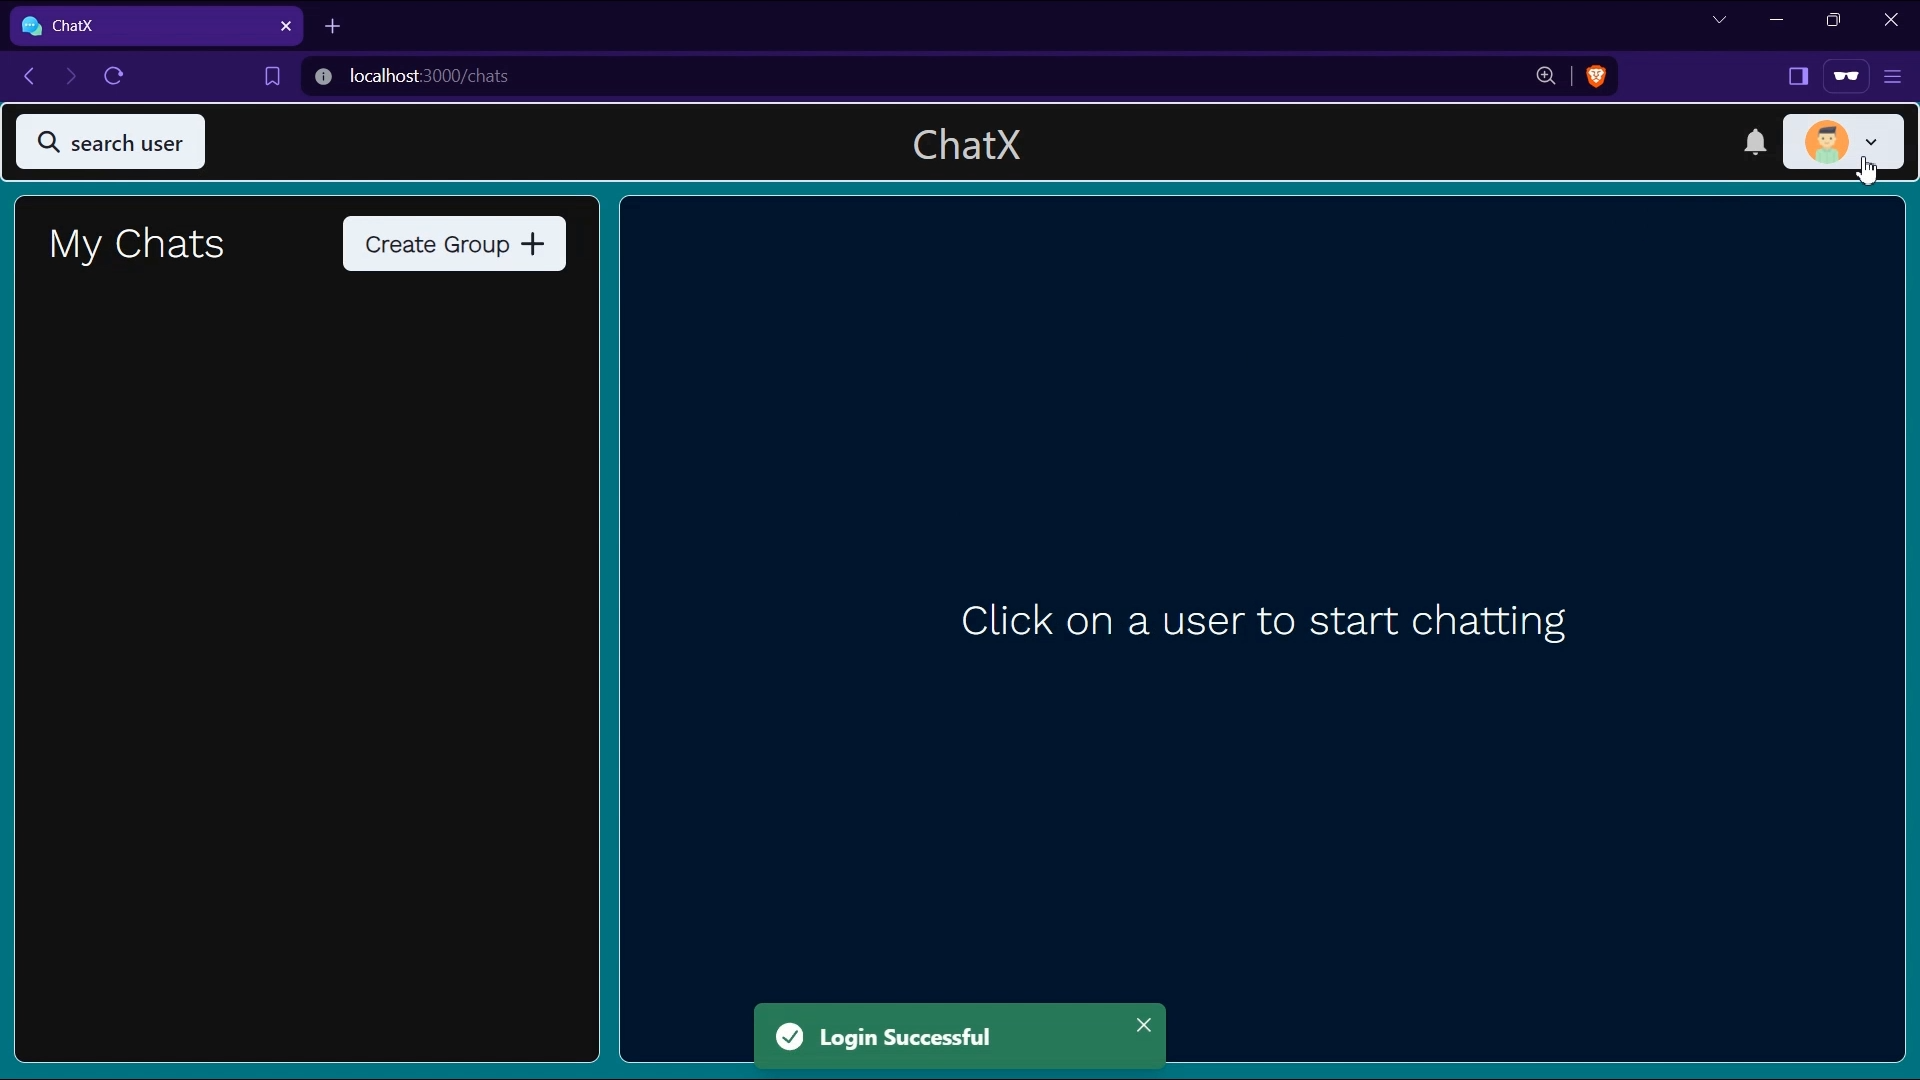 ChatX
localhost:3000/chats
search user
ChatX
My Chats
Create Group
Click on a user to start chatting
Login Successful